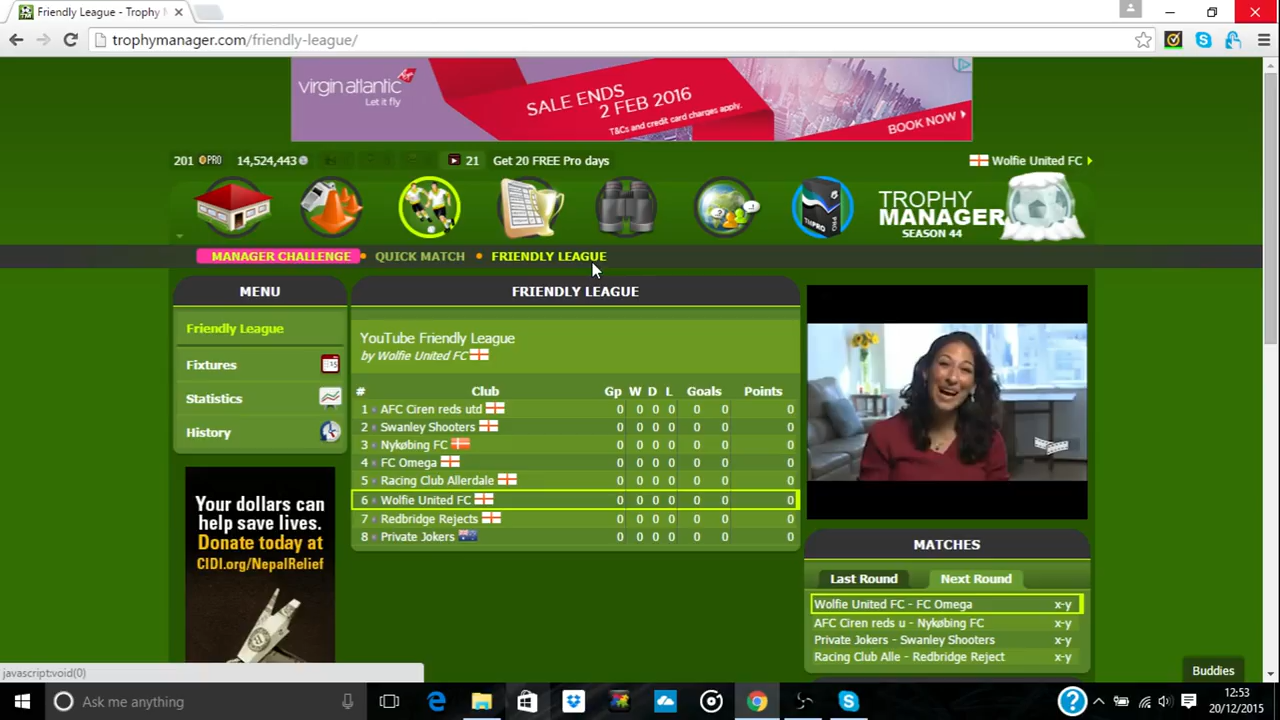 Friendly League - Trophy M
trophymanager.com/friendly-league/
virgin atlantic
Let it fly
SALE ENDS
2 FEB 2016
T&Cs and credit card charges apply.
BOOK NOW
201 PRO 14,524,443 21 Get 20 FREE Pro days Wolfie United FC
TROPHY
MANAGER
SEASON 44
MANAGER CHALLENGE QUICK MATCH FRIENDLY LEAGUE
MENU
Friendly League
Fixtures
Statistics
History
Your dollars can
help save lives.
Donate today at
CIDI.org/NepalRelief
FRIENDLY LEAGUE
YouTube Friendly League
by Wolfie United FC
# Club Gp W D L Goals Points
1 AFC Ciren reds utd 0 0 0 0 0 0 0
2 Swanley Shooters 0 0 0 0 0 0 0
3 Nykøbing FC 0 0 0 0 0 0 0
4 FC Omega 0 0 0 0 0 0 0
5 Racing Club Allerdale 0 0 0 0 0 0 0
6 Wolfie United FC 0 0 0 0 0 0 0
7 Redbridge Rejects 0 0 0 0 0 0 0
8 Private Jokers 0 0 0 0 0 0 0
MATCHES
Last Round Next Round
Wolfie United FC - FC Omega x-y
AFC Ciren reds u - Nykøbing FC x-y
Private Jokers - Swanley Shooters x-y
Racing Club Alle - Redbridge Reject x-y
javascript:void(0)
Buddies
Ask me anything
12:53
20/12/2015